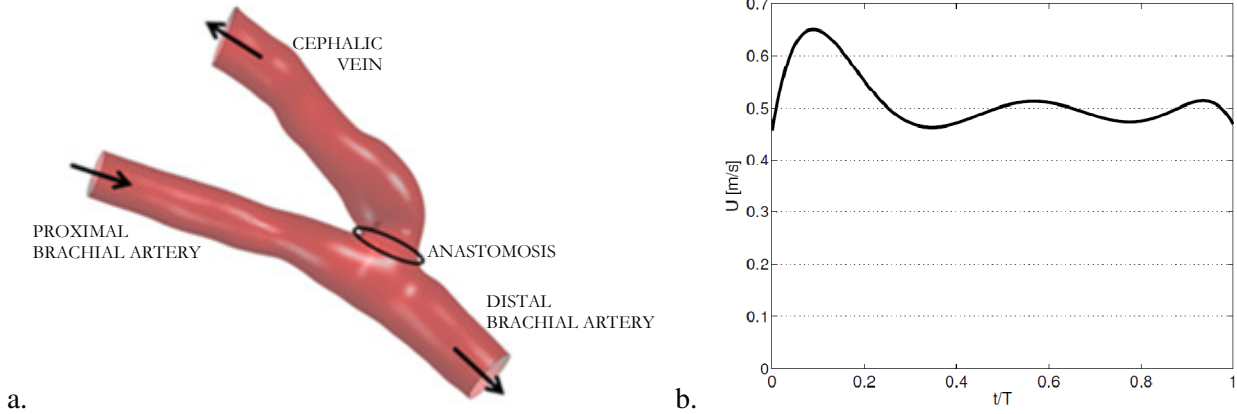 CEPHALIC
VEIN
PROXIMAL
BRACHIAL ARTERY
ANASTOMOSIS
DISTAL
BRACHIAL ARTERY
a.
0.7
0.6
0.5
0.4
0.3
0.2
0.1
0
U [m/s]
0
0.2
0.4
0.6
0.8
1
t/T
b.